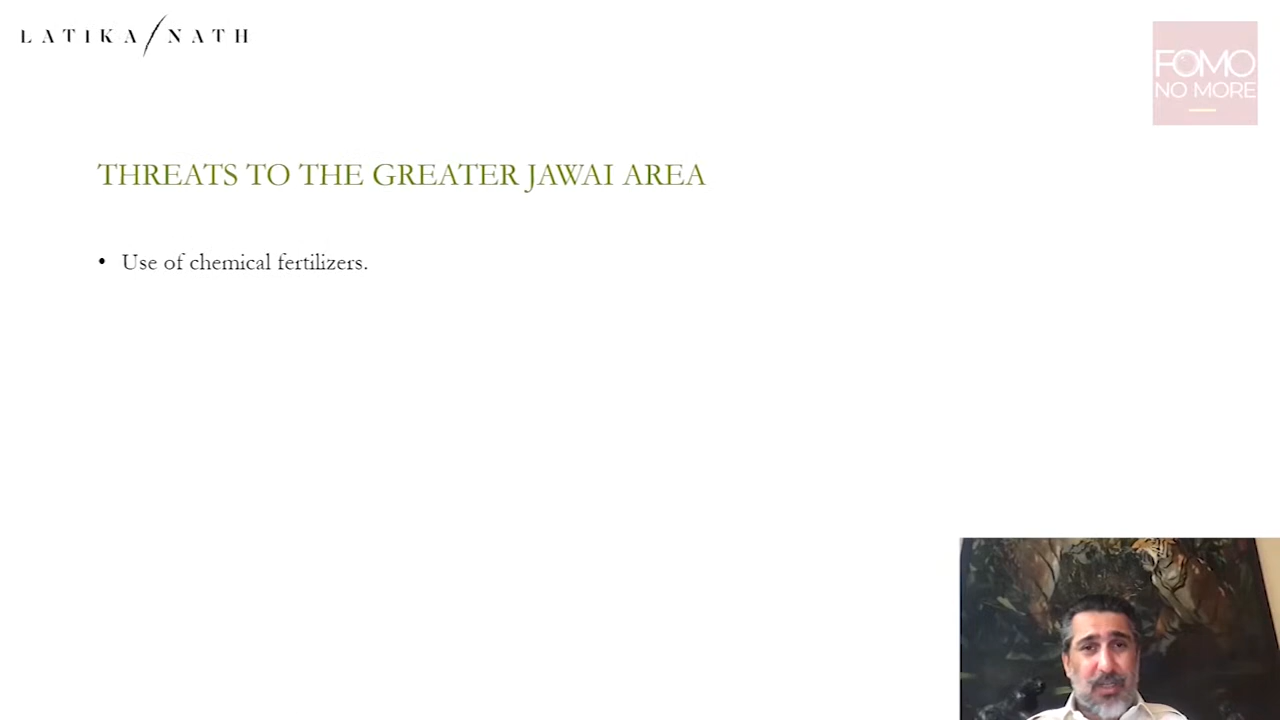 LATIKA/NATH
FOMO
NO MORE
THREATS TO THE GREATER JAWAI AREA
• Use of chemical fertilizers.